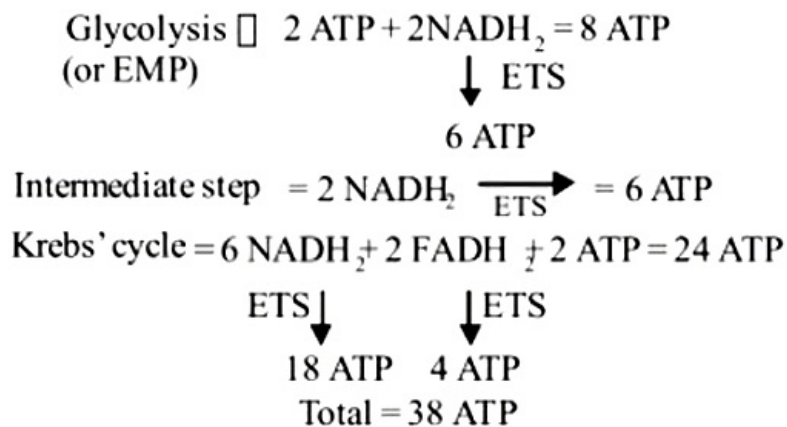 Glycolysis ▯ 2 ATP + 2NADH₂ = 8 ATP
(or EMP)
ETS
6 ATP
Intermediate step = 2 NADH₂ ⟶ = 6 ATP
ETS
Krebs’ cycle = 6 NADH₂ + 2 FADH₂ + 2 ATP = 24 ATP
ETS ETS
18 ATP 4 ATP
Total = 38 ATP